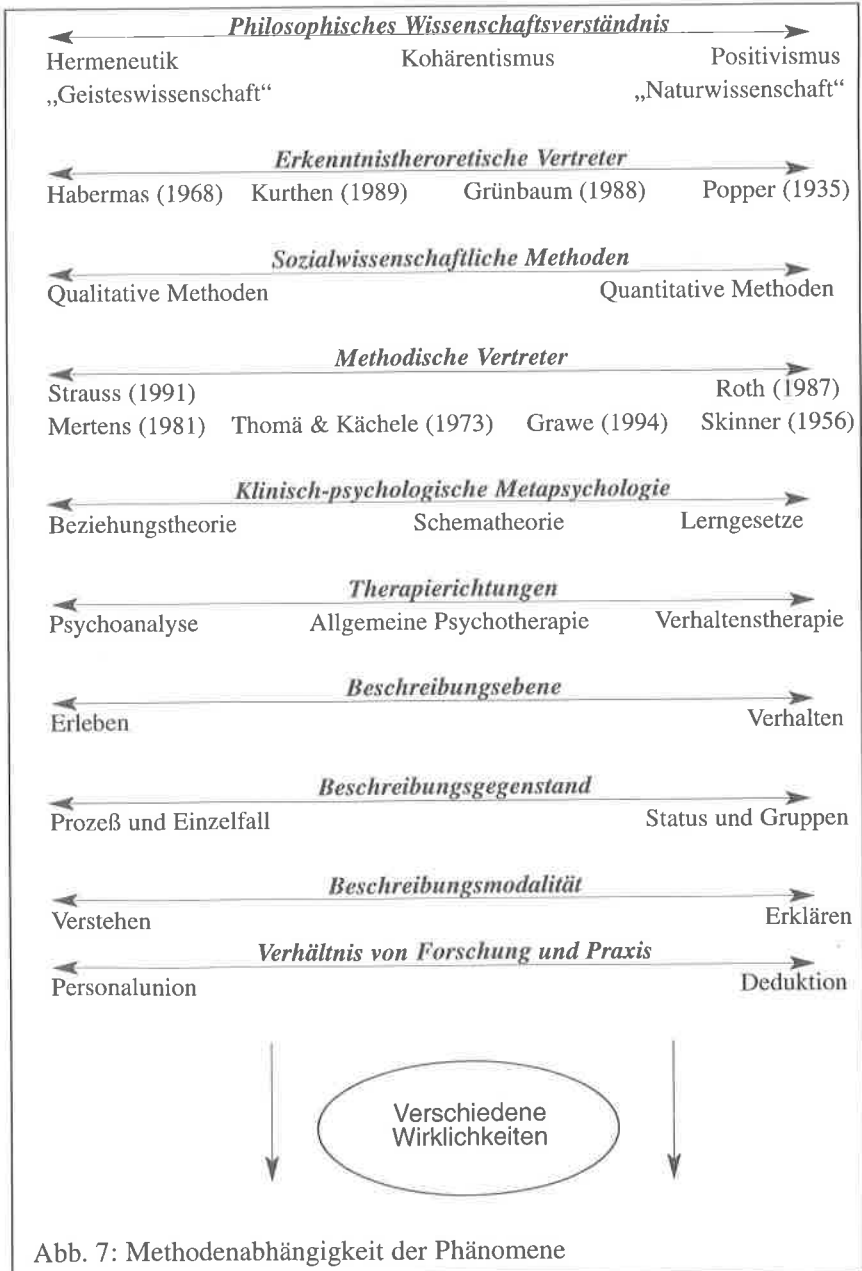 Philosophisches Wissenschaftsverständnis
Hermeneutik Kohärentismus Positivismus
„Geisteswissenschaft“ „Naturwissenschaft“
Erkenntnistheroretische Vertreter
Habermas (1968) Kurthen (1989) Grünbaum (1988) Popper (1935)
Sozialwissenschaftliche Methoden
Qualitative Methoden Quantitative Methoden
Methodische Vertreter
Strauss (1991) Roth (1987)
Mertens (1981) Thomä & Kächele (1973) Grawe (1994) Skinner (1956)
Klinisch-psychologische Metapsychologie
Beziehungstheorie Schematheorie Lerngesetze
Therapierichtungen
Psychoanalyse Allgemeine Psychotherapie Verhaltenstherapie
Beschreibungsebene
Erleben Verhalten
Beschreibungsgegenstand
Prozeß und Einzelfall Status und Gruppen
Beschreibungsmodalität
Verstehen Erklären
Verhältnis von Forschung und Praxis
Personalunion Deduktion
Verschiedene
Wirklichkeiten
Abb. 7: Methodenabhängigkeit der Phänomene